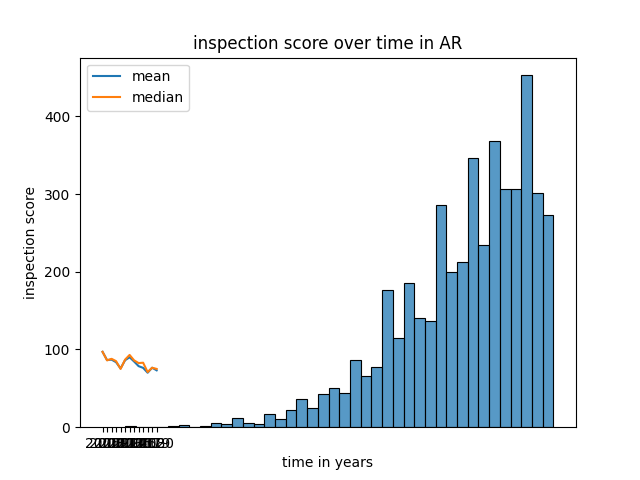 inspection score over time in AR
mean
median
inspection score
400
300
200
100
0
time in years